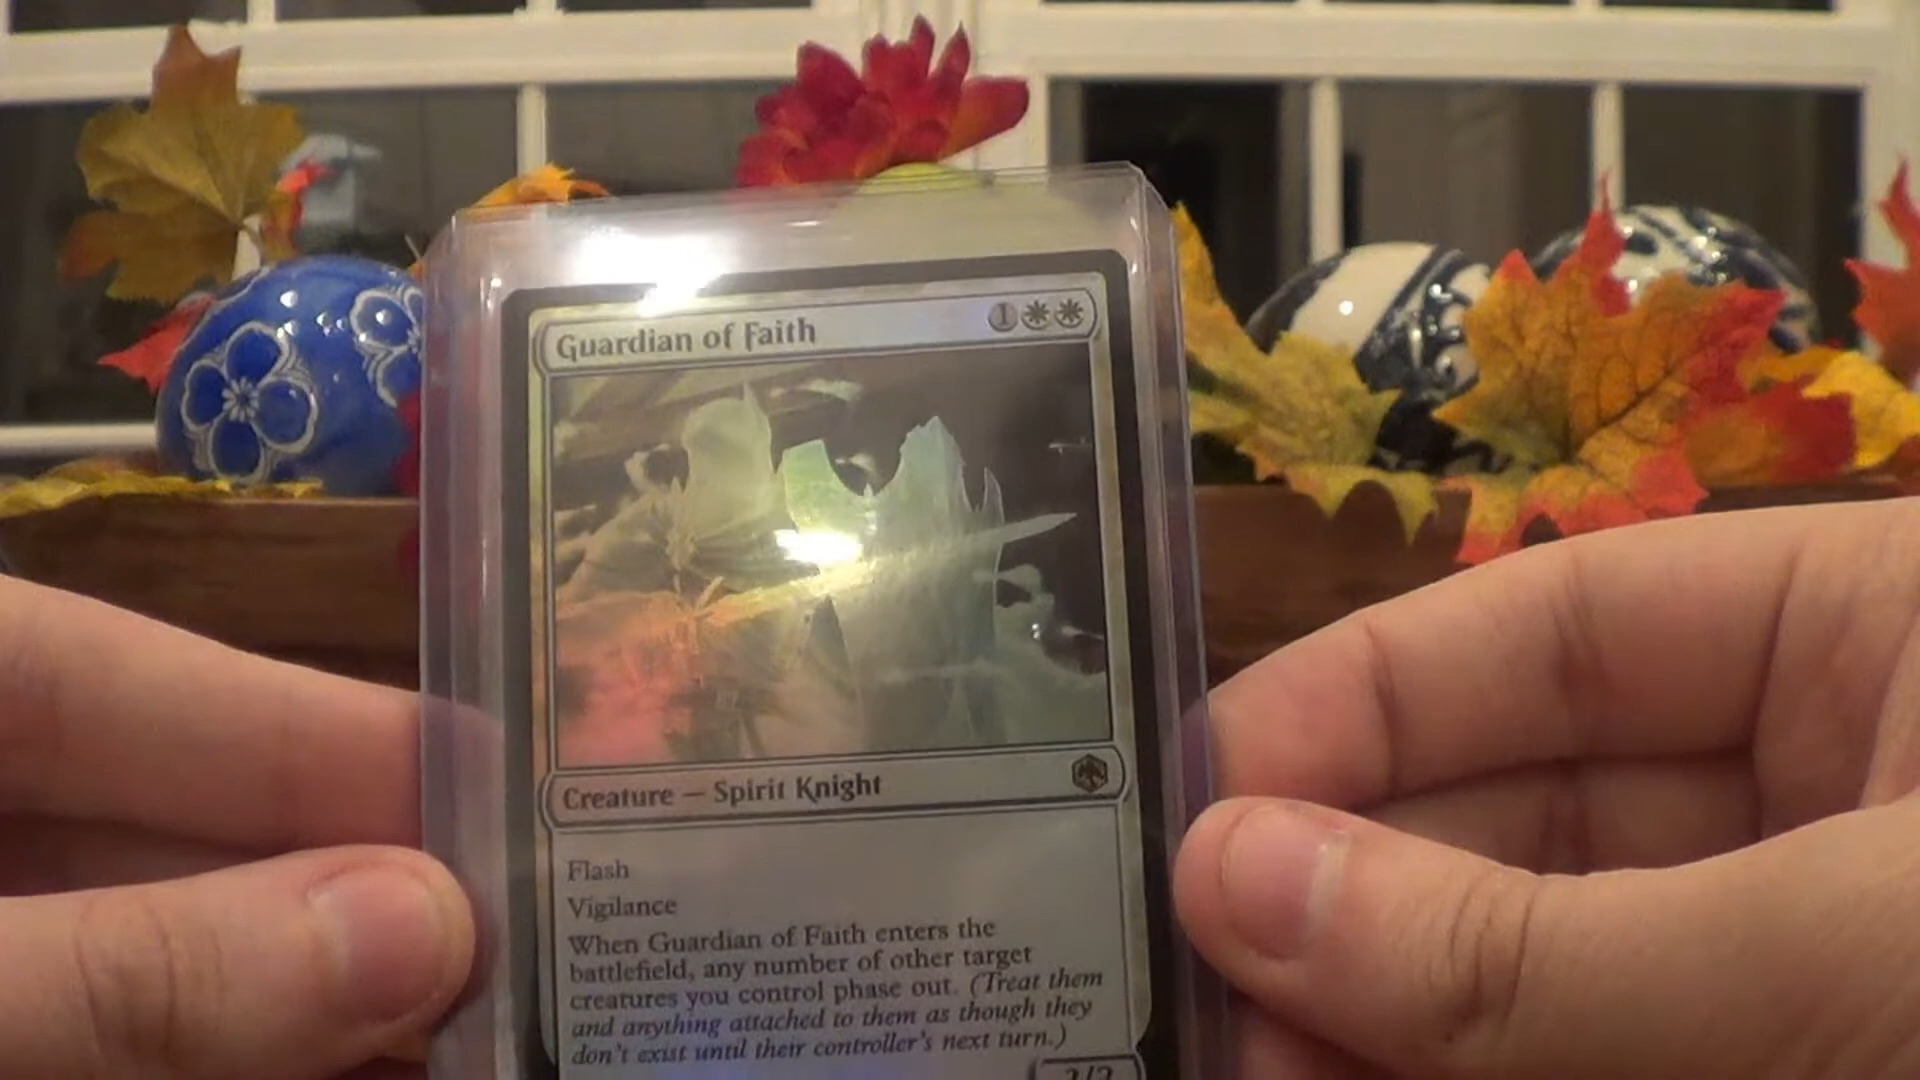 Guardian of Faith 1
Creature — Spirit Knight
Flash
Vigilance
When Guardian of Faith enters the
battlefield, any number of other target
creatures you control phase out. (Treat them
and anything attached to them as though they
don't exist until their controller's next turn.)